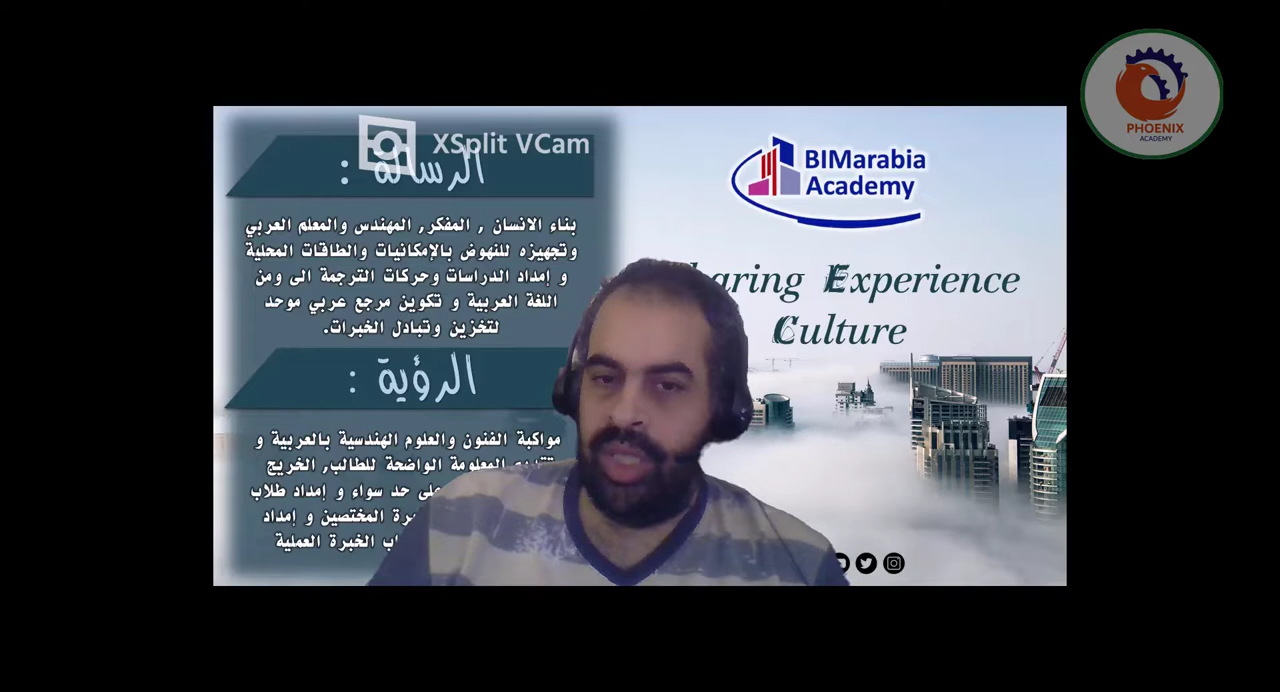 PHOENIX
ACADEMY
XSplit VCam
الرسالة :
بناء الانسان , المفكر, المهندس والمعلم العربي
وتجهيزه للنهوض بالإمكانيات والطاقات المحلية
و إمداد الدراسات وحركات الترجمة الى ومن
اللغة العربية و تكوين مرجع عربي موحد
لتخزين وتبادل الخبرات.
الرؤية :
مواكبة الفنون والعلوم الهندسية بالعربية و
المعلومة الواضحة للطالب, الخريج
حد سواء و إمداد طلاب
المختصين و إمداد
الخبرة العملية
BIMarabia
Academy
Experience
Culture